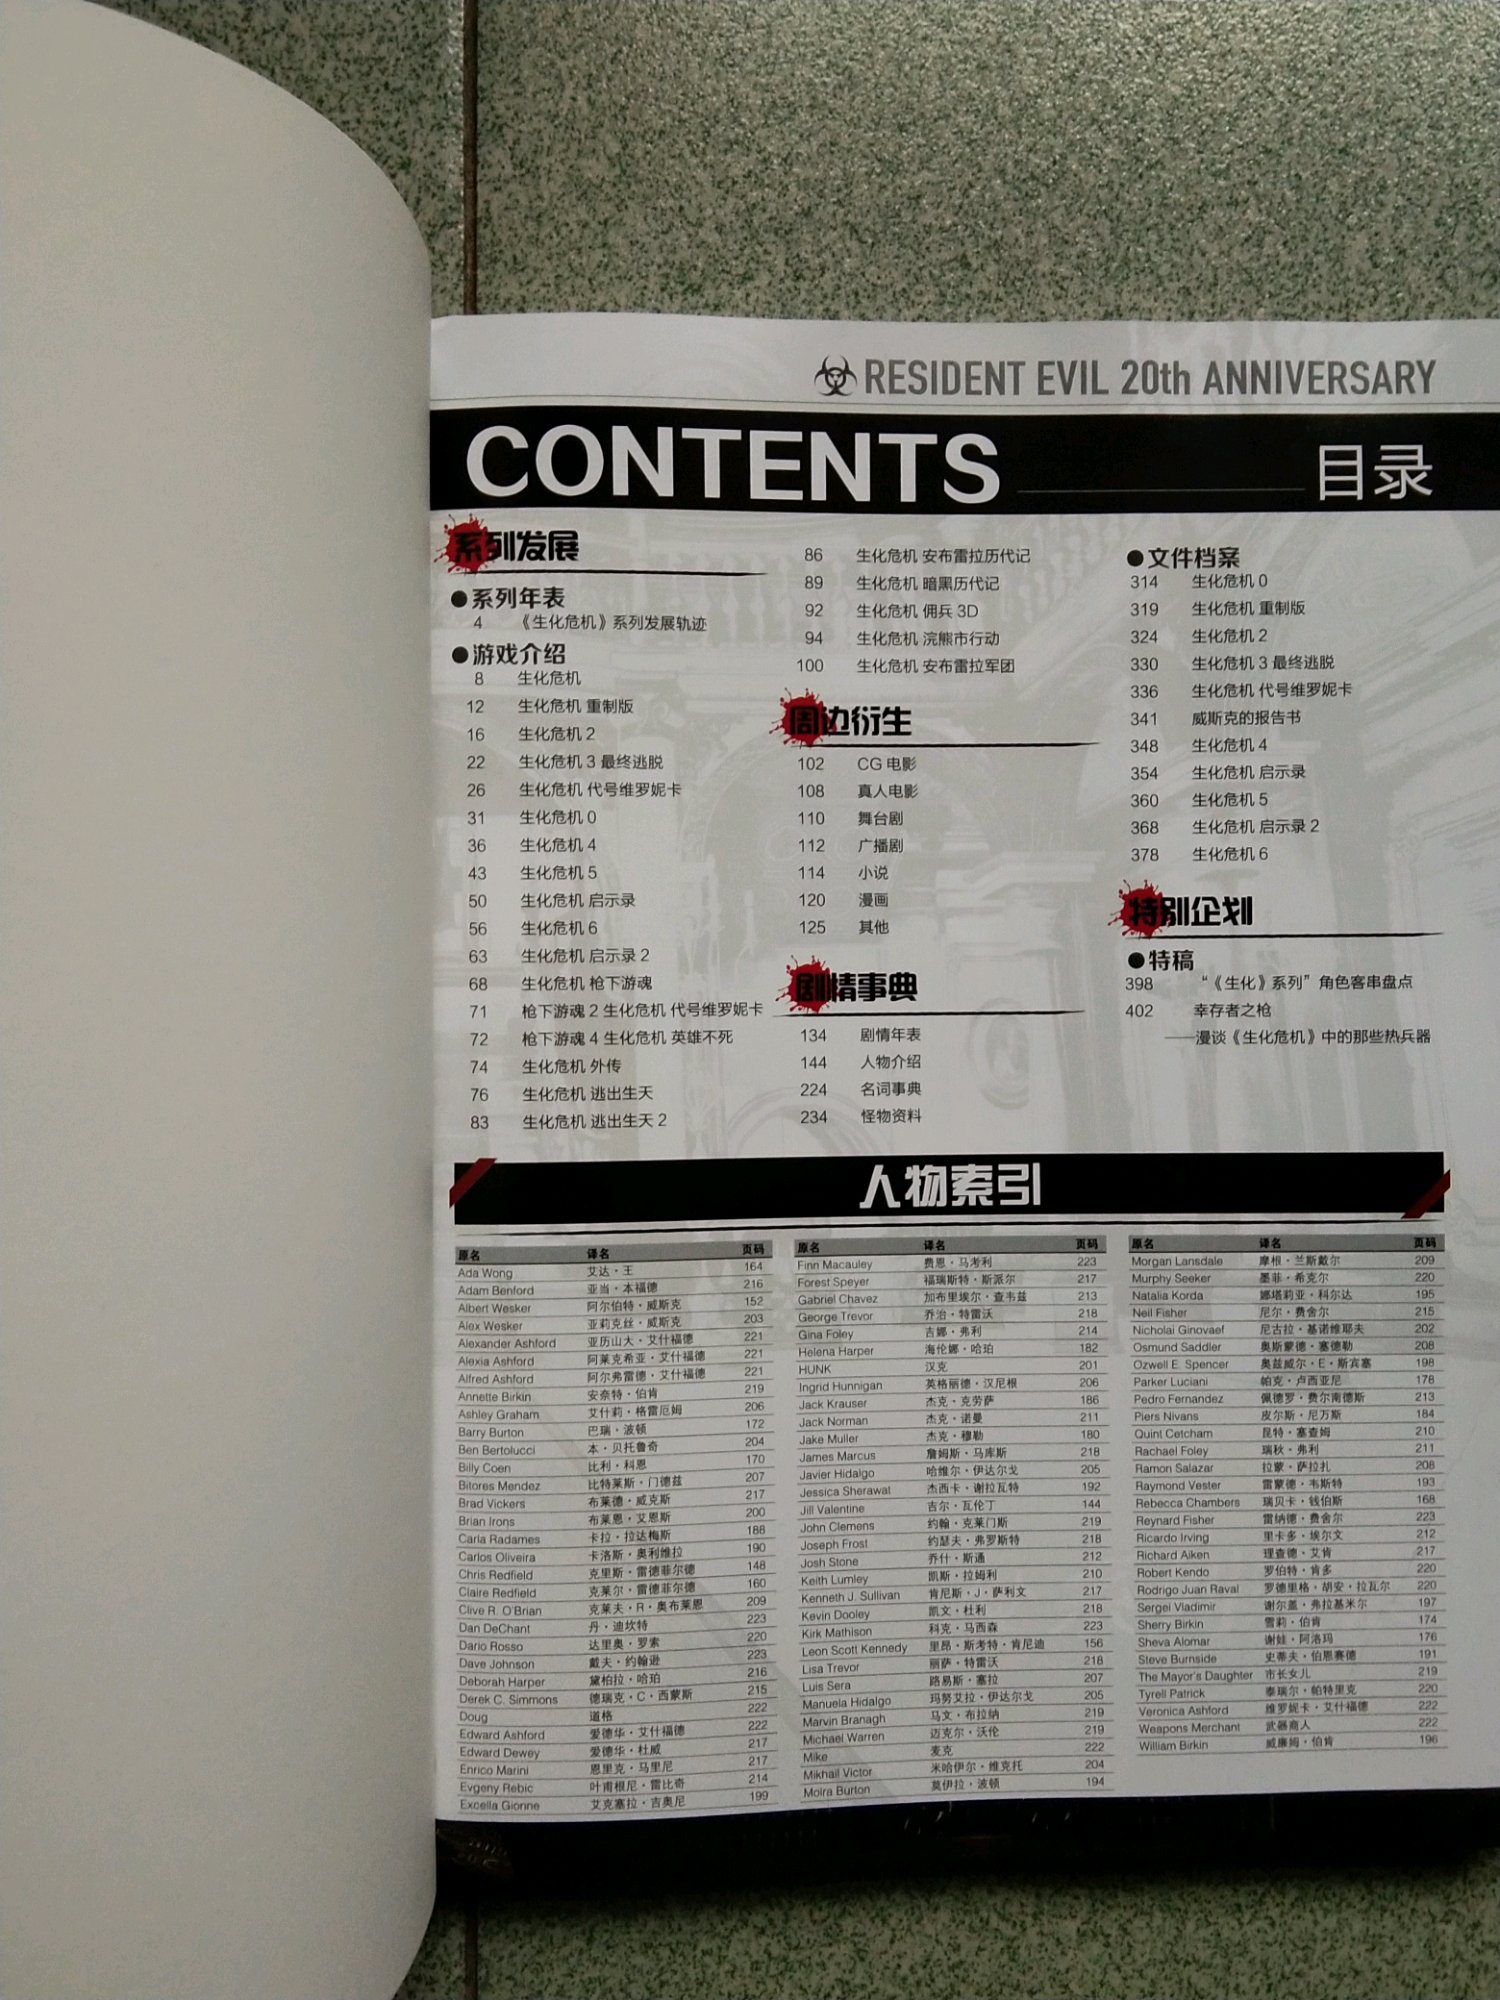 RESIDENT EVIL 20th ANNIVERSARY
CONTENTS 目录
系列发展
●系列年表
4 《生化危机》系列发展轨迹
●游戏介绍
8 生化危机
12 生化危机 重制版
16 生化危机 2
22 生化危机 3 最终逃脱
26 生化危机 代号维罗妮卡
31 生化危机 0
36 生化危机 4
43 生化危机 5
50 生化危机 启示录
56 生化危机 6
63 生化危机 启示录 2
68 生化危机 枪下游魂
71 枪下游魂 2 生化危机 代号维罗妮卡
72 枪下游魂 4 生化危机 英雄不死
74 生化危机 外传
76 生化危机 逃出生天
83 生化危机 逃出生天 2
86 生化危机 安布雷拉历代记
89 生化危机 暗黑历代记
92 生化危机 佣兵 3D
94 生化危机 浣熊市行动
100 生化危机 安布雷拉军团
周边衍生
102 CG 电影
108 真人电影
110 舞台剧
112 广播剧
114 小说
120 漫画
125 其他
剧情事典
134 剧情年表
144 人物介绍
224 名词事典
234 怪物资料
●文件档案
314 生化危机 0
319 生化危机 重制版
324 生化危机 2
330 生化危机 3 最终逃脱
336 生化危机 代号维罗妮卡
341 威斯克的报告书
348 生化危机 4
354 生化危机 启示录
360 生化危机 5
368 生化危机 启示录 2
378 生化危机 6
特别企划
●特稿
398 “《生化》系列”角色客串盘点
402 幸存者之枪
——漫谈《生化危机》中的那些热兵器
人物索引
原名 译名 页码
Ada Wong 艾达·王 164
Adam Benford 亚当·本福德 216
Albert Wesker 阿尔伯特·威斯克 152
Alex Wesker 亚莉克丝·威斯克 203
Alexander Ashford 亚历山大·艾什福德 221
Alexia Ashford 阿莱克希亚·艾什福德 221
Alfred Ashford 阿尔弗雷德·艾什福德 221
Annette Birkin 安奈特·伯肯 219
Ashley Graham 艾什莉·格雷厄姆 206
Barry Burton 巴瑞·波顿 172
Ben Bertolucci 本·贝托鲁奇 204
Billy Coen 比利·科恩 170
Bitores Mendez 比特莱斯·门德兹 207
Brad Vickers 布莱德·威克斯 217
Brian Irons 布莱恩·艾恩斯 200
Carla Radames 卡拉·拉达梅斯 188
Carlos Oliveira 卡洛斯·奥利维拉 190
Chris Redfield 克里斯·雷德菲尔德 148
Claire Redfield 克莱尔·雷德菲尔德 160
Clive R. O'Brian 克莱夫·R·奥布莱恩 209
Dan DeChant 丹·迪坎特 223
Dario Rosso 达里奥·罗索 220
Dave Johnson 戴夫·约翰逊 223
Deborah Harper 黛柏拉·哈珀 216
Derek C. Simmons 德瑞克·C·西蒙斯 215
Doug 道格 222
Edward Ashford 爱德华·艾什福德 222
Edward Dewey 爱德华·杜威 217
Enrico Marini 恩里克·马里尼 217
Evgeny Rebic 叶甫根尼·雷比奇 214
Excella Gionne 艾克塞拉·吉奥尼 199
原名 译名 页码
Finn Macauley 费恩·马考利 223
Forest Speyer 福瑞斯特·斯派尔 217
Gabriel Chavez 加布里埃尔·查韦兹 213
George Trevor 乔治·特雷沃 218
Gina Foley 吉娜·弗利 214
Helena Harper 海伦娜·哈珀 182
HUNK 汉克 201
Ingrid Hunnigan 英格丽德·汉尼根 206
Jack Krauser 杰克·克劳萨 186
Jack Norman 杰克·诺曼 211
Jake Muller 杰克·穆勒 180
James Marcus 詹姆斯·马库斯 218
Javier Hidalgo 哈维尔·伊达尔戈 205
Jessica Sherawat 杰西卡·谢拉瓦特 192
Jill Valentine 吉尔·瓦伦丁 144
John Clemens 约翰·克莱门斯 219
Joseph Frost 约瑟夫·弗罗斯特 218
Josh Stone 乔什·斯通 212
Keith Lumley 凯斯·拉姆利 210
Kenneth J. Sullivan 肯尼斯·J·萨利文 217
Kevin Dooley 凯文·杜利 218
Kirk Mathison 科克·马西森 223
Leon Scott Kennedy 里昂·斯考特·肯尼迪 156
Lisa Trevor 丽萨·特雷沃 218
Luis Sera 路易斯·塞拉 207
Manuela Hidalgo 玛努艾拉·伊达尔戈 205
Marvin Branagh 马文·布拉纳 219
Michael Warren 迈克尔·沃伦 219
Mike 麦克 222
Mikhail Victor 米哈伊尔·维克托 204
Moira Burton 莫伊拉·波顿 194
原名 译名 页码
Morgan Lansdale 摩根·兰斯戴尔 209
Murphy Seeker 墨菲·希克尔 220
Natalia Korda 娜塔莉亚·科尔达 195
Neil Fisher 尼尔·费舍尔 215
Nicholai Ginovaef 尼古拉·基诺维耶夫 202
Osmund Saddler 奥斯蒙德·塞德勒 208
Ozwell E. Spencer 奥兹威尔·E·斯宾塞 198
Parker Luciani 帕克·卢西亚尼 178
Pedro Fernandez 佩德罗·费尔南德斯 213
Piers Nivans 皮尔斯·尼万斯 184
Quint Cetcham 昆特·塞查姆 210
Rachael Foley 瑞秋·弗利 211
Ramon Salazar 拉蒙·萨拉扎 208
Raymond Vester 雷蒙德·韦斯特 193
Rebecca Chambers 瑞贝卡·钱伯斯 168
Reynard Fisher 雷纳德·费舍尔 223
Ricardo Irving 里卡多·埃尔文 212
Richard Aiken 理查德·艾肯 217
Robert Kendo 罗伯特·肯多 220
Rodrigo Juan Raval 罗德里格·胡安·拉瓦尔 220
Sergei Vladimir 谢尔盖·弗拉基米尔 197
Sherry Birkin 雪莉·伯肯 174
Sheva Alomar 谢娃·阿洛玛 176
Steve Burnside 史蒂夫·伯恩赛德 191
The Mayor's Daughter 市长女儿 219
Tyrell Patrick 泰瑞尔·帕特里克 220
Veronica Ashford 维罗妮卡·艾什福德 222
Weapons Merchant 武器商人 222
William Birkin 威廉姆·伯肯 196